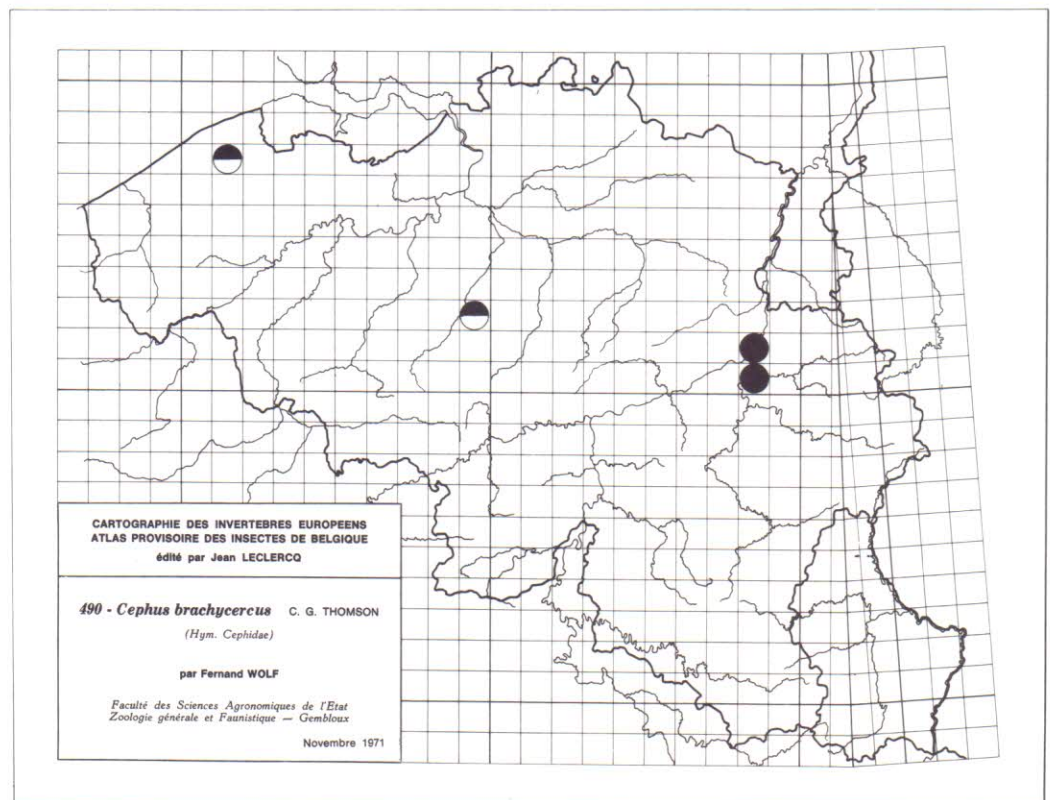 CARTOGRAPHIE DES INVERTEBRES EUROPEENS
ATLAS PROVISOIRE DES INSECTES DE BELGIQUE
édité par Jean LECLERCQ
490 - Cephus brachycercus C. G. THOMSON
(Hym. Cephidae)
par Fernand WOLF
Faculté des Sciences Agronomiques de l'Etat
Zoologie générale et Faunistique — Gembloux
Novembre 1971